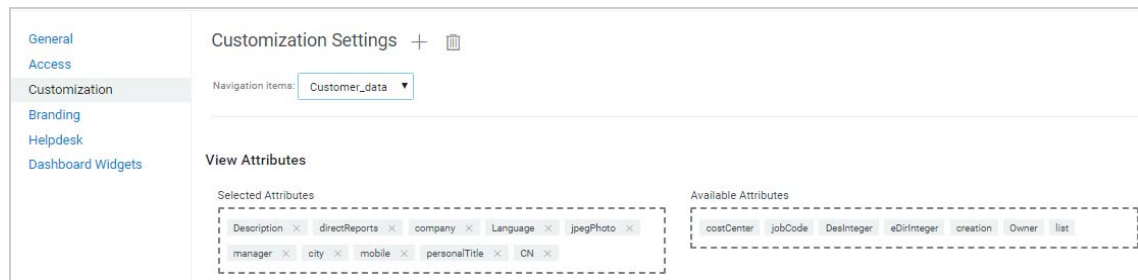 General
Access
Customization
Branding
Helpdesk
Dashboard Widgets
Customization Settings
Navigation items: Customer_data
View Attributes
Selected Attributes
Description directReports company Language jpegPhoto
manager city mobile personalTitle CN
Available Attributes
costCenter jobCode DesInteger eDirInteger creation Owner list